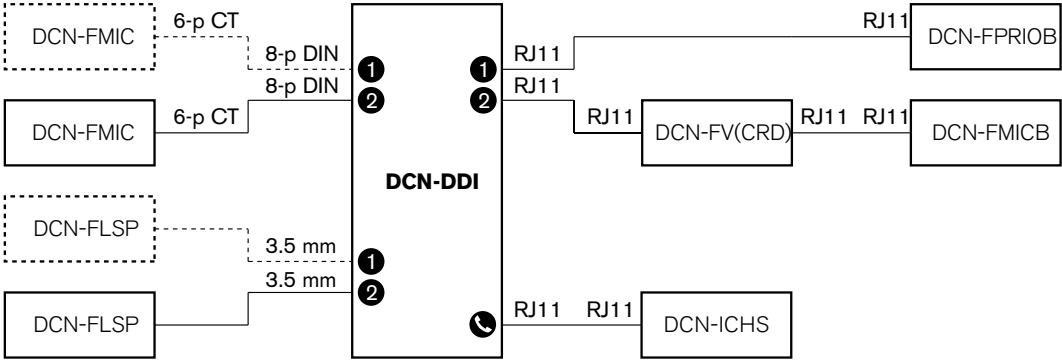 DCN-FMIC
6-p CT
8-p DIN
1
8-p DIN
2
DCN-FMIC
6-p CT
DCN-FLSP
3.5 mm
1
3.5 mm
2
DCN-FLSP
DCN-DDI
1
RJ11
RJ11
DCN-FPRIOB
2
RJ11
RJ11
DCN-FV(CRD)
RJ11
RJ11
DCN-FMICB
RJ11
RJ11
DCN-ICHS